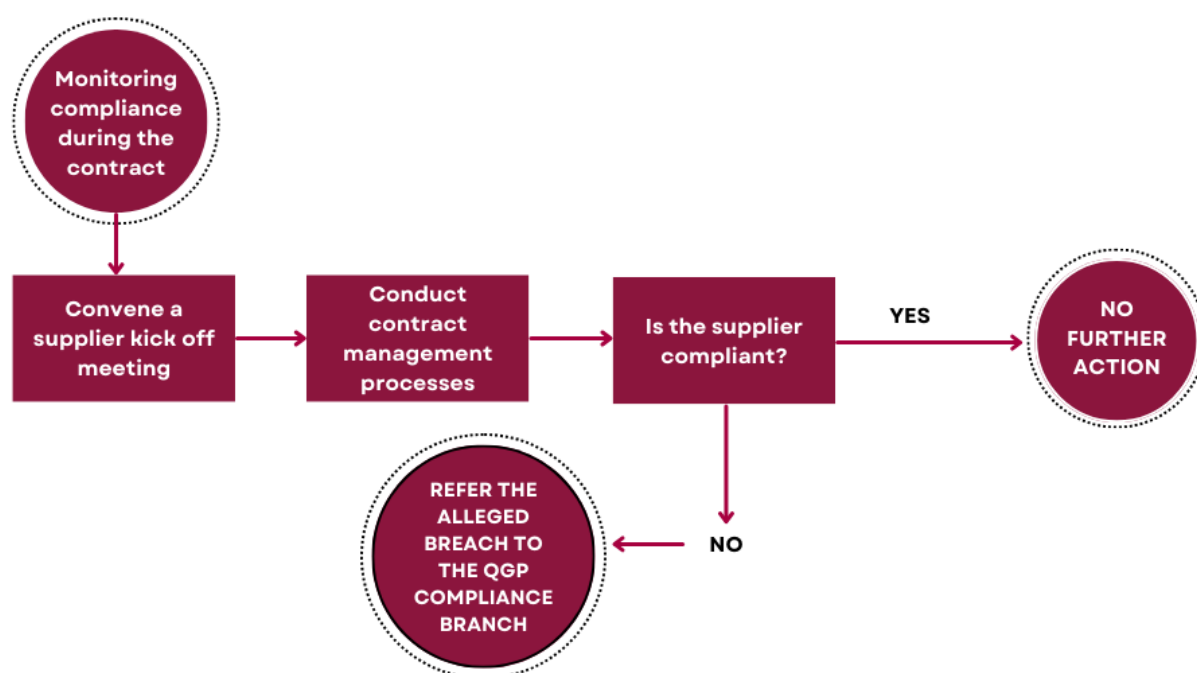 Monitoring
compliance
during the
contract
Convene a
supplier kick off
meeting
Conduct
contract
management
processes
Is the supplier
compliant?
YES
NO
FURTHER
ACTION
NO
REFER THE
ALLEGED
BREACH TO
THE QGP
COMPLIANCE
BRANCH